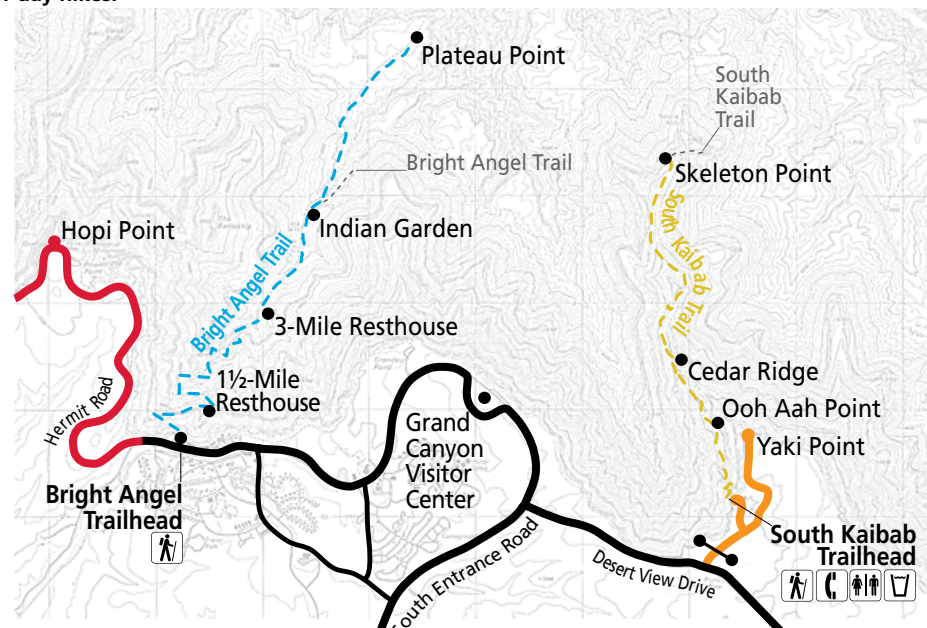 South
Kaibab
Trail
Plateau Point
Bright Angel Trail
Skeleton Point
Hopi Point
Indian Garden
Bright Angel Trail
South Kaibab Trail
3-Mile Resthouse
1½-Mile
Resthouse
Cedar Ridge
Hermit Road
Grand
Canyon
Visitor
Center
Ooh Aah Point
Yaki Point
Bright Angel
Trailhead
South Entrance Road
Desert View Drive
South Kaibab
Trailhead